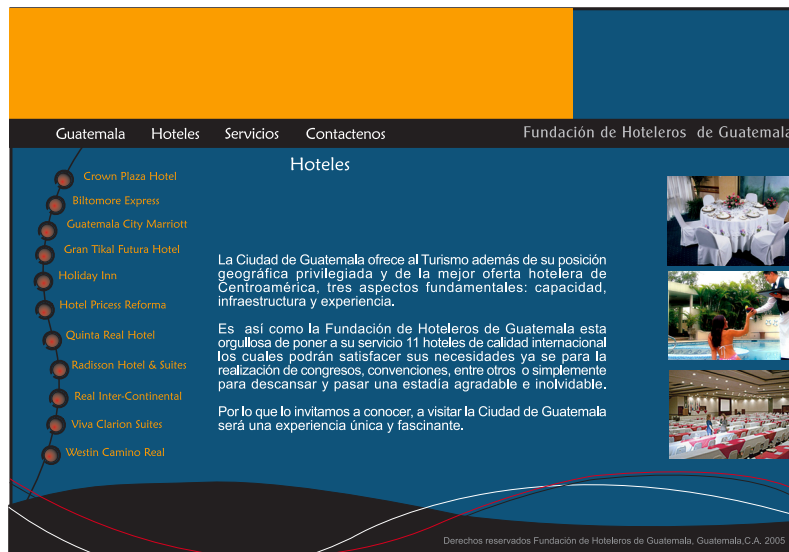 Guatemala Hoteles Servicios Contactenos Fundación de Hoteleros de Guatemala
Hoteles
Crown Plaza Hotel
Biltomore Express
Guatemala City Marriott
Gran Tikal Futura Hotel
Holiday Inn
Hotel Pricess Reforma
Quinta Real Hotel
Radisson Hotel & Suites
Real Inter-Continental
Viva Clarion Suites
Westin Camino Real
La Ciudad de Guatemala ofrece al Turismo además de su posición
geográfica privilegiada y de la mejor oferta hotelera de
Centroamérica, tres aspectos fundamentales: capacidad,
infraestructura y experiencia.
Es así como la Fundación de Hoteleros de Guatemala esta
orgullosa de poner a su servicio 11 hoteles de calidad internacional
los cuales podrán satisfacer sus necesidades ya se para la
realización de congresos, convenciones, entre otros o simplemente
para descansar y pasar una estadía agradable e inolvidable.
Por lo que lo invitamos a conocer, a visitar la Ciudad de Guatemala
será una experiencia única y fascinante.
Derechos reservados Fundación de Hoteleros de Guatemala, Guatemala,C.A. 2005